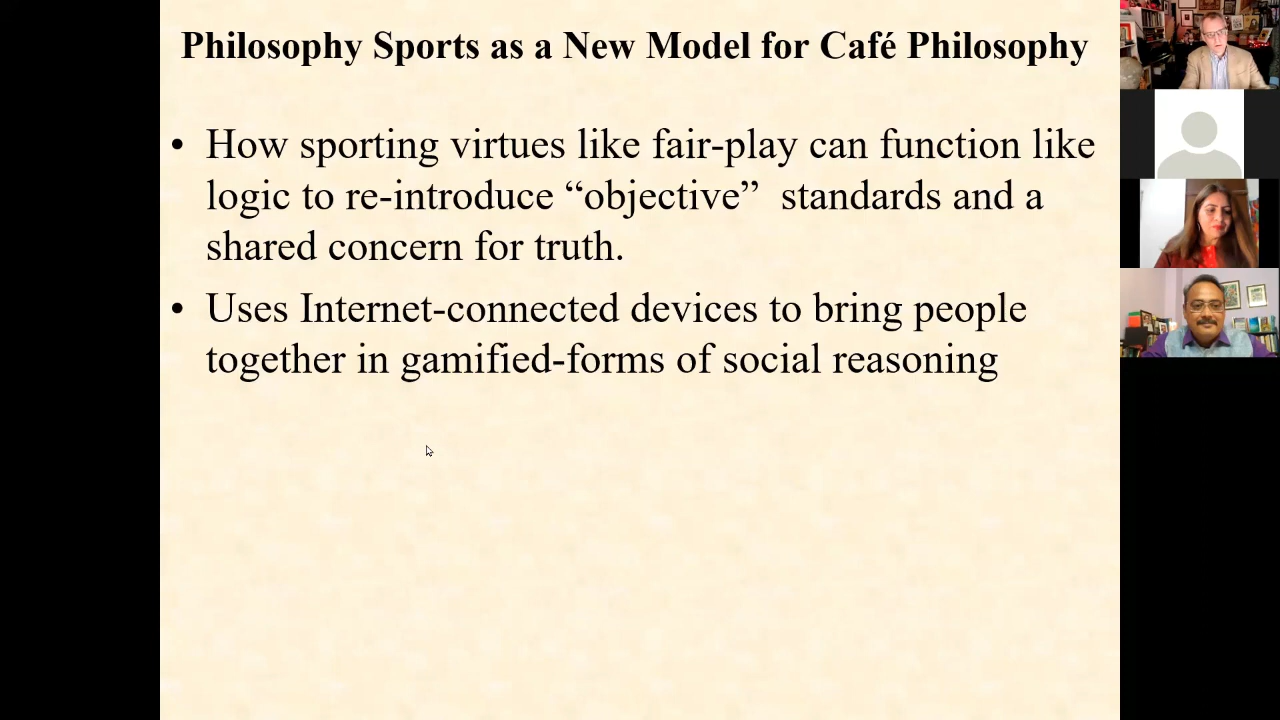 Philosophy Sports as a New Model for Café Philosophy
• How sporting virtues like fair-play can function like
logic to re-introduce “objective”  standards and a
shared concern for truth.
• Uses Internet-connected devices to bring people
together in gamified-forms of social reasoning